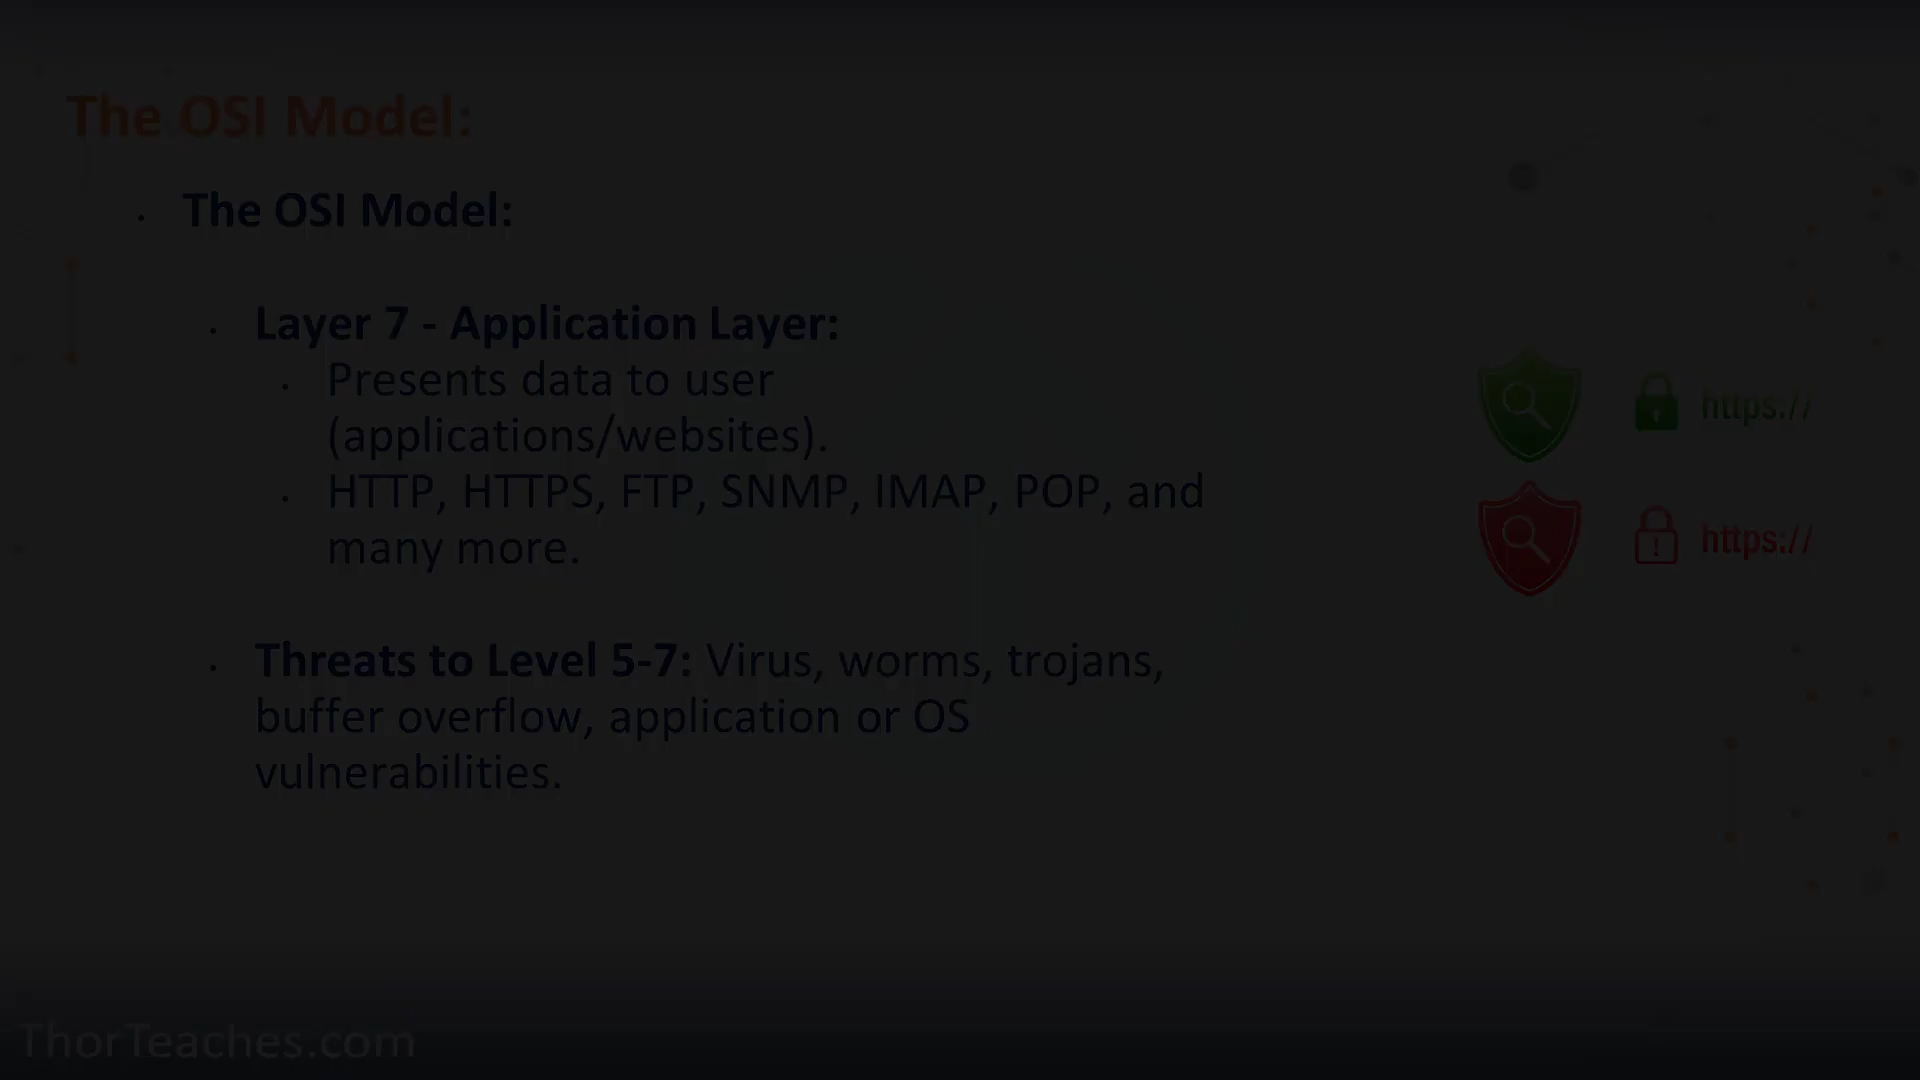 The OSI Model:
The OSI Model:
Layer 7 - Application Layer:
Presents data to user
(applications/websites).
HTTP, HTTPS, FTP, SNMP, IMAP, POP, and
many more.
https://
https://
Threats to Level 5-7: Virus, worms, trojans,
buffer overflow, application or OS
vulnerabilities.
ThorTeaches.com